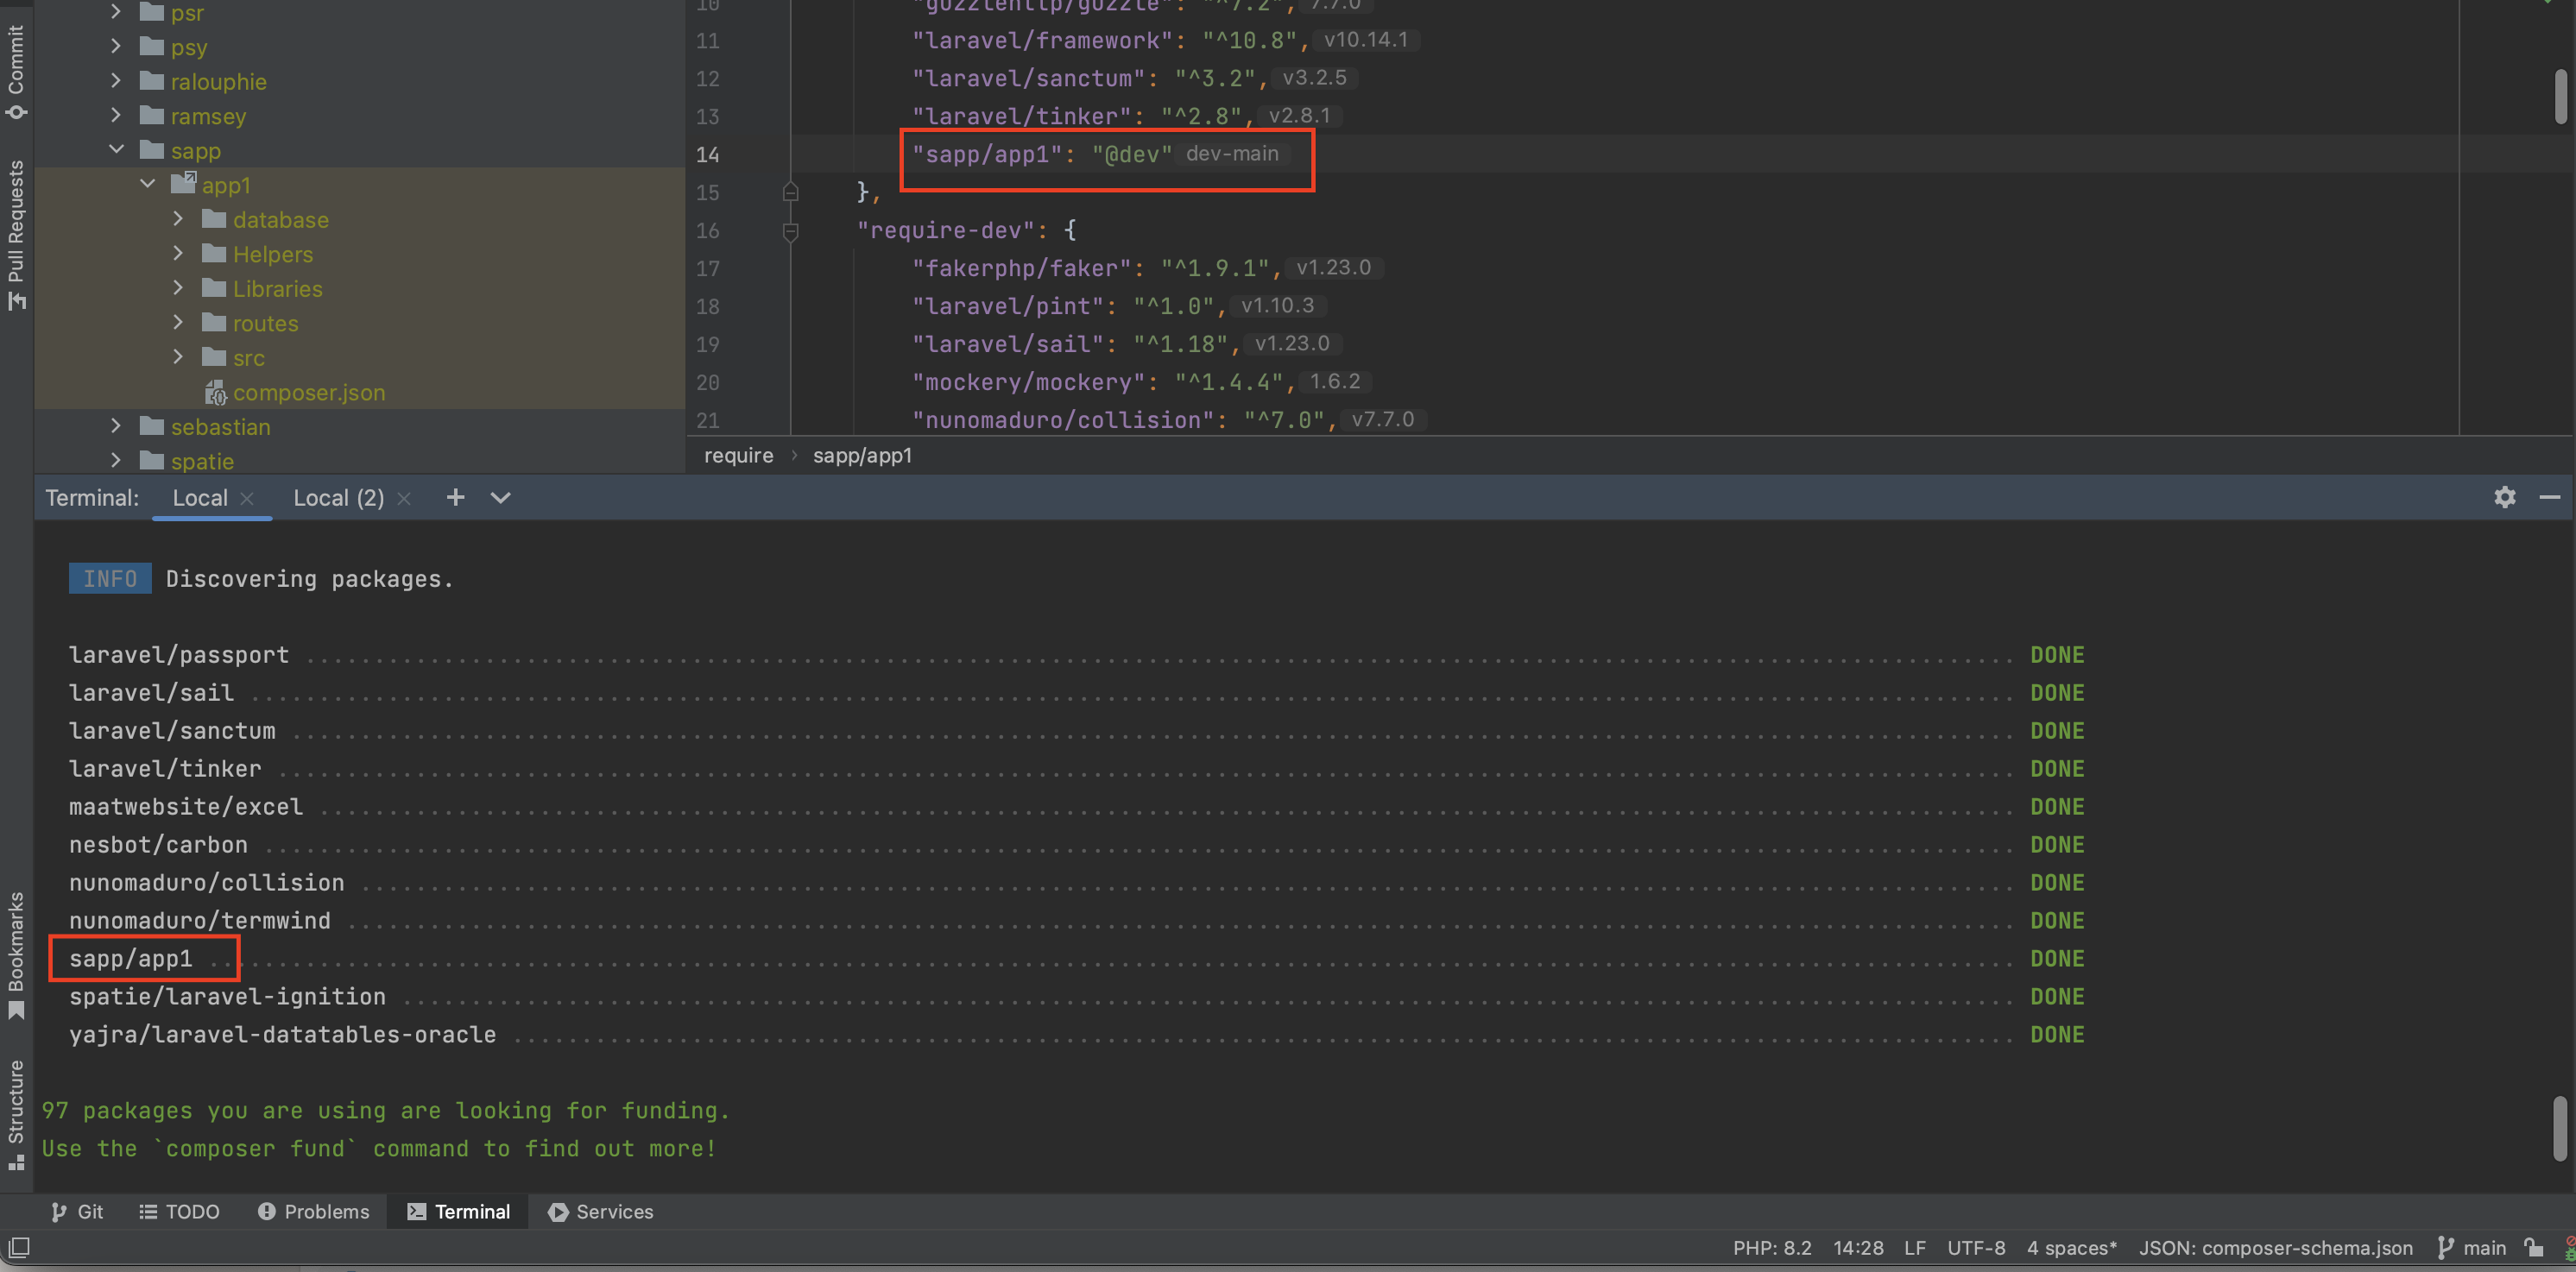 Commit
Pull Requests
Bookmarks
Structure
psr
psy
ralouphie
ramsey
sapp
app1
database
Helpers
Libraries
routes
src
composer.json
sebastian
spatie
10 "guzzlehttp/guzzle": "^7.2", 7.7.0
11 "laravel/framework": "^10.8", v10.14.1
12 "laravel/sanctum": "^3.2", v3.2.5
13 "laravel/tinker": "^2.8", v2.8.1
14 "sapp/app1": "@dev" dev-main
15 },
16 "require-dev": {
17 "fakerphp/faker": "^1.9.1", v1.23.0
18 "laravel/pint": "^1.0", v1.10.3
19 "laravel/sail": "^1.18", v1.23.0
20 "mockery/mockery": "^1.4.4", 1.6.2
21 "nunomaduro/collision": "^7.0", v7.7.0
require › sapp/app1
Terminal: Local × Local (2) × +
INFO Discovering packages.
laravel/passport ........ DONE
laravel/sail ........ DONE
laravel/sanctum ........ DONE
laravel/tinker ........ DONE
maatwebsite/excel ........ DONE
nesbot/carbon ........ DONE
nunomaduro/collision ........ DONE
nunomaduro/termwind ........ DONE
sapp/app1 ........ DONE
spatie/laravel-ignition ........ DONE
yajra/laravel-datatables-oracle ........ DONE
97 packages you are using are looking for funding.
Use the `composer fund` command to find out more!
Git TODO Problems Terminal Services
PHP: 8.2 14:28 LF UTF-8 4 spaces* JSON: composer-schema.json main